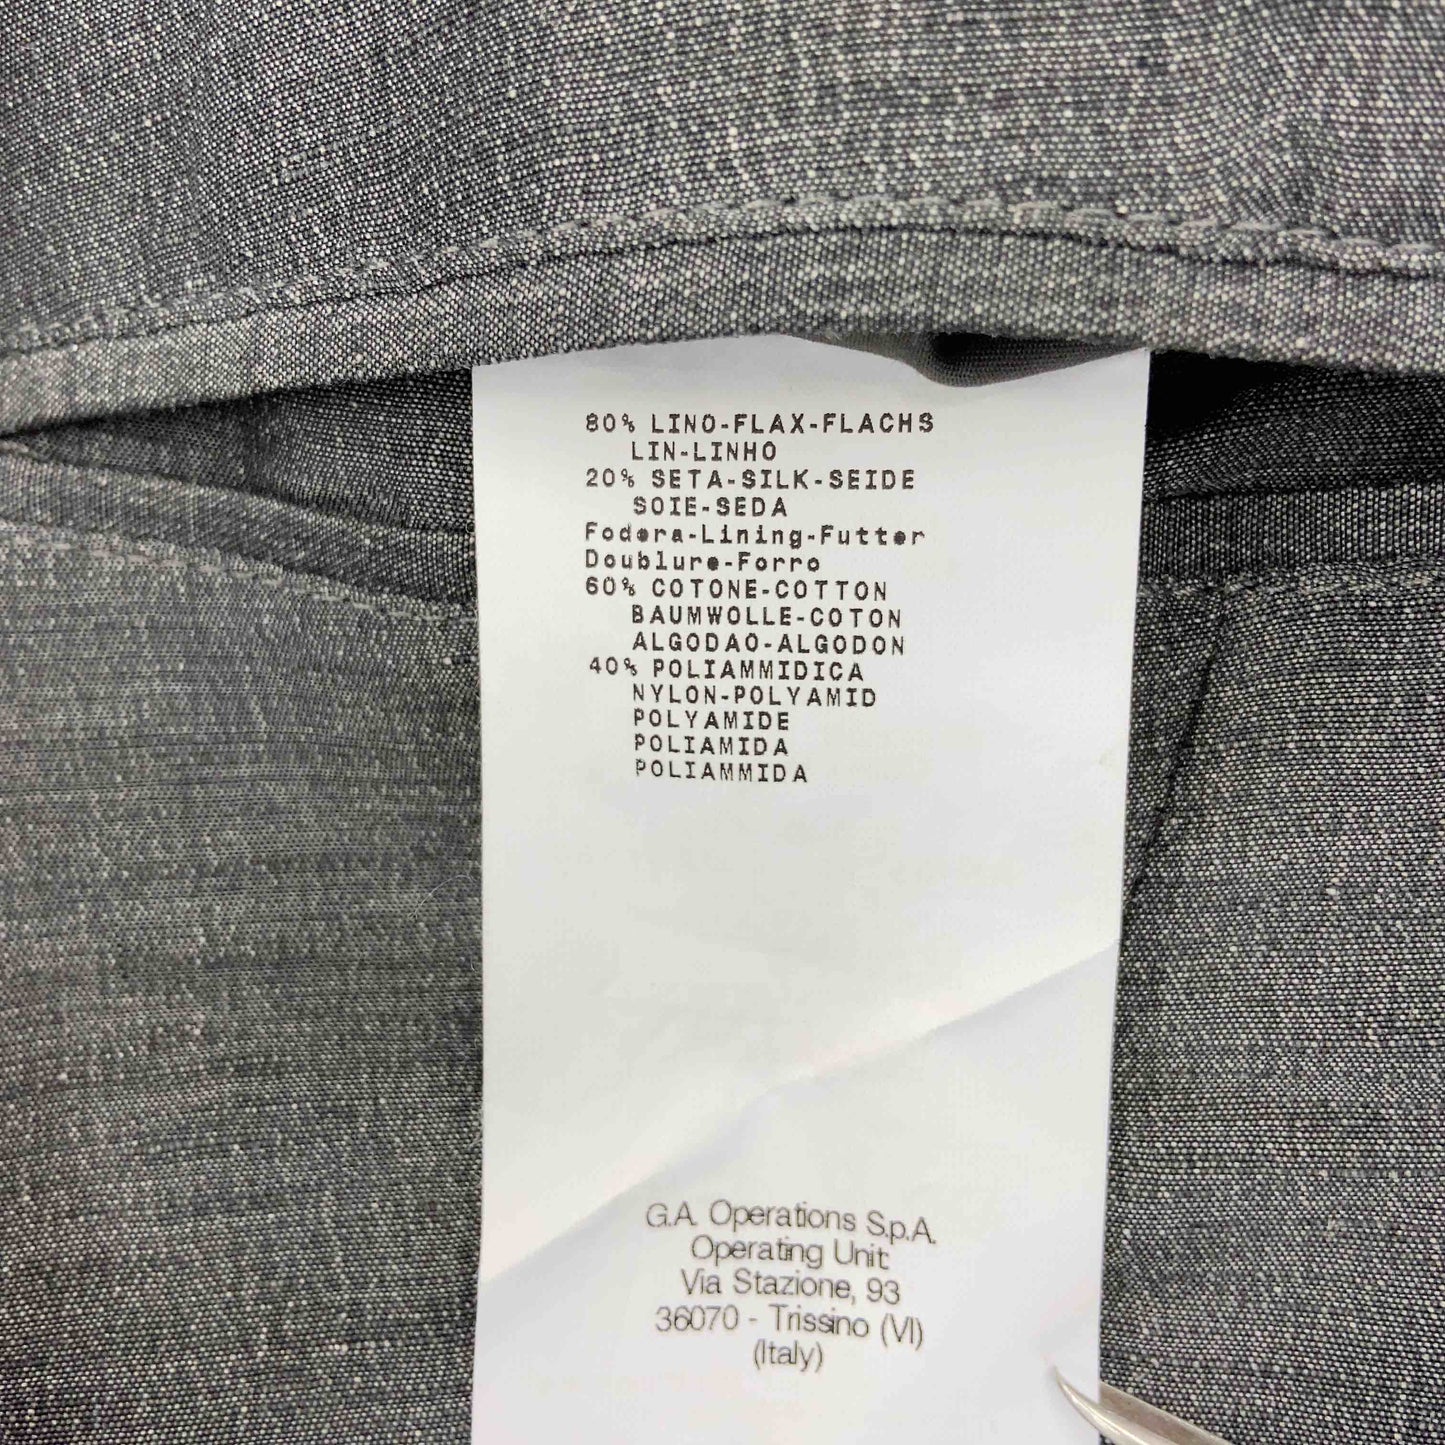 80% LINO-FLAX-FLACHS
LIN-LINHO
20% SETA-SILK-SEIDE
SOIE-SEDA
Fodera-Lining-Futter
Doublure-Forro
60% COTONE-COTTON
BAUMWOLLE-COTON
ALGODAO-ALGODON
40% POLIAMMIDICA
NYLON-POLYAMID
POLYAMIDE
POLIAMIDA
POLIAMMIDA
G.A. Operations S.p.A.
Operating Unit:
Via Stazione, 93
36070 - Trissino (VI)
(Italy)